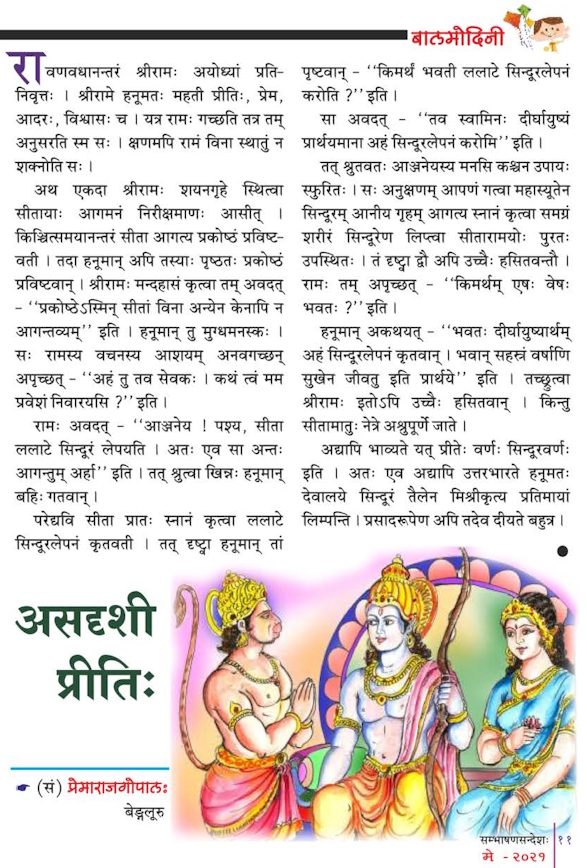 बालमोदिनी
रावणवधानन्तरं श्रीरामः अयोध्यां प्रति-
निवृत्तः । श्रीरामे हनूमतः महती प्रीतिः, प्रेम,
आदरः, विश्वासः च । यत्र रामः गच्छति तत्र तम्
अनुसरति स्म सः । क्षणमपि रामं विना स्थातुं न
शक्नोति सः ।
अथ एकदा श्रीरामः शयनगृहे स्थित्वा
सीतायाः आगमनं निरीक्षमाणः आसीत् ।
किञ्चित्समयानन्तरं सीता आगत्य प्रकोष्ठं प्रविष्ट-
वती । तदा हनूमान् अपि तस्याः पृष्ठतः प्रकोष्ठं
प्रविष्टवान् । श्रीरामः मन्दहासं कृत्वा तम् अवदत्
- ‘‘प्रकोष्ठेऽस्मिन् सीतां विना अन्येन केनापि न
आगन्तव्यम्’’ इति । हनूमान् तु मुग्धमनस्कः ।
सः रामस्य वचनस्य आशयम् अनवगच्छन्
अपृच्छत् - ‘‘अहं तु तव सेवकः । कथं त्वं मम
प्रवेशं निवारयसि ?’’ इति ।
रामः अवदत् - ‘‘आञ्जनेय ! पश्य, सीता
ललाटे सिन्दूरं लेपयति । अतः एव सा अन्तः
आगन्तुम् अर्हा’’ इति । तत् श्रुत्वा खिन्नः हनूमान्
बहिः गतवान् ।
परेद्यवि सीता प्रातः स्नानं कृत्वा ललाटे
सिन्दूरलेपनं कृतवती । तत् दृष्ट्वा हनूमान् तां
पृष्टवान् - ‘‘किमर्थं भवती ललाटे सिन्दूरलेपनं
करोति ?’’ इति ।
सा अवदत् - ‘‘तव स्वामिनः दीर्घायुष्यं
प्रार्थयमाना अहं सिन्दूरलेपनं करोमि’’ इति ।
तत् श्रुतवतः आञ्जनेयस्य मनसि कश्चन उपायः
स्फुरितः । सः अनुक्षणम् आपणं गत्वा महास्यूतेन
सिन्दूरम् आनीय गृहम् आगत्य स्नानं कृत्वा समग्रं
शरीरं सिन्दूरेण लिप्त्वा सीतारामयोः पुरतः
उपस्थितः । तं दृष्ट्वा द्वौ अपि उच्चैः हसितवन्तौ ।
रामः तम् अपृच्छत् - ‘‘किमर्थम् एषः वेषः
भवतः ?’’ इति ।
हनूमान् अकथयत् - ‘‘भवतः दीर्घायुष्यार्थम्
अहं सिन्दूरलेपनं कृतवान् । भवान् सहस्रं वर्षाणि
सुखेन जीवतु इति प्रार्थये’’ इति । तच्छ्रुत्वा
श्रीरामः इतोऽपि उच्चैः हसितवान् । किन्तु
सीतामातुः नेत्रे अश्रुपूर्णे जाते ।
अद्यापि भाव्यते यत् प्रीतेः वर्णः सिन्दूरवर्णः
इति । अतः एव अद्यापि उत्तरभारते हनूमतः
देवालये सिन्दूरं तैलेन मिश्रीकृत्य प्रतिमायां
लिम्पन्ति । प्रसादरूपेण अपि तदेव दीयते बहुत्र ।
असदृशी
प्रीतिः
(सं) प्रेमाराजगोपालः
बेङ्गलूरु
सम्भाषणसन्देशः ११
मे - २०२१